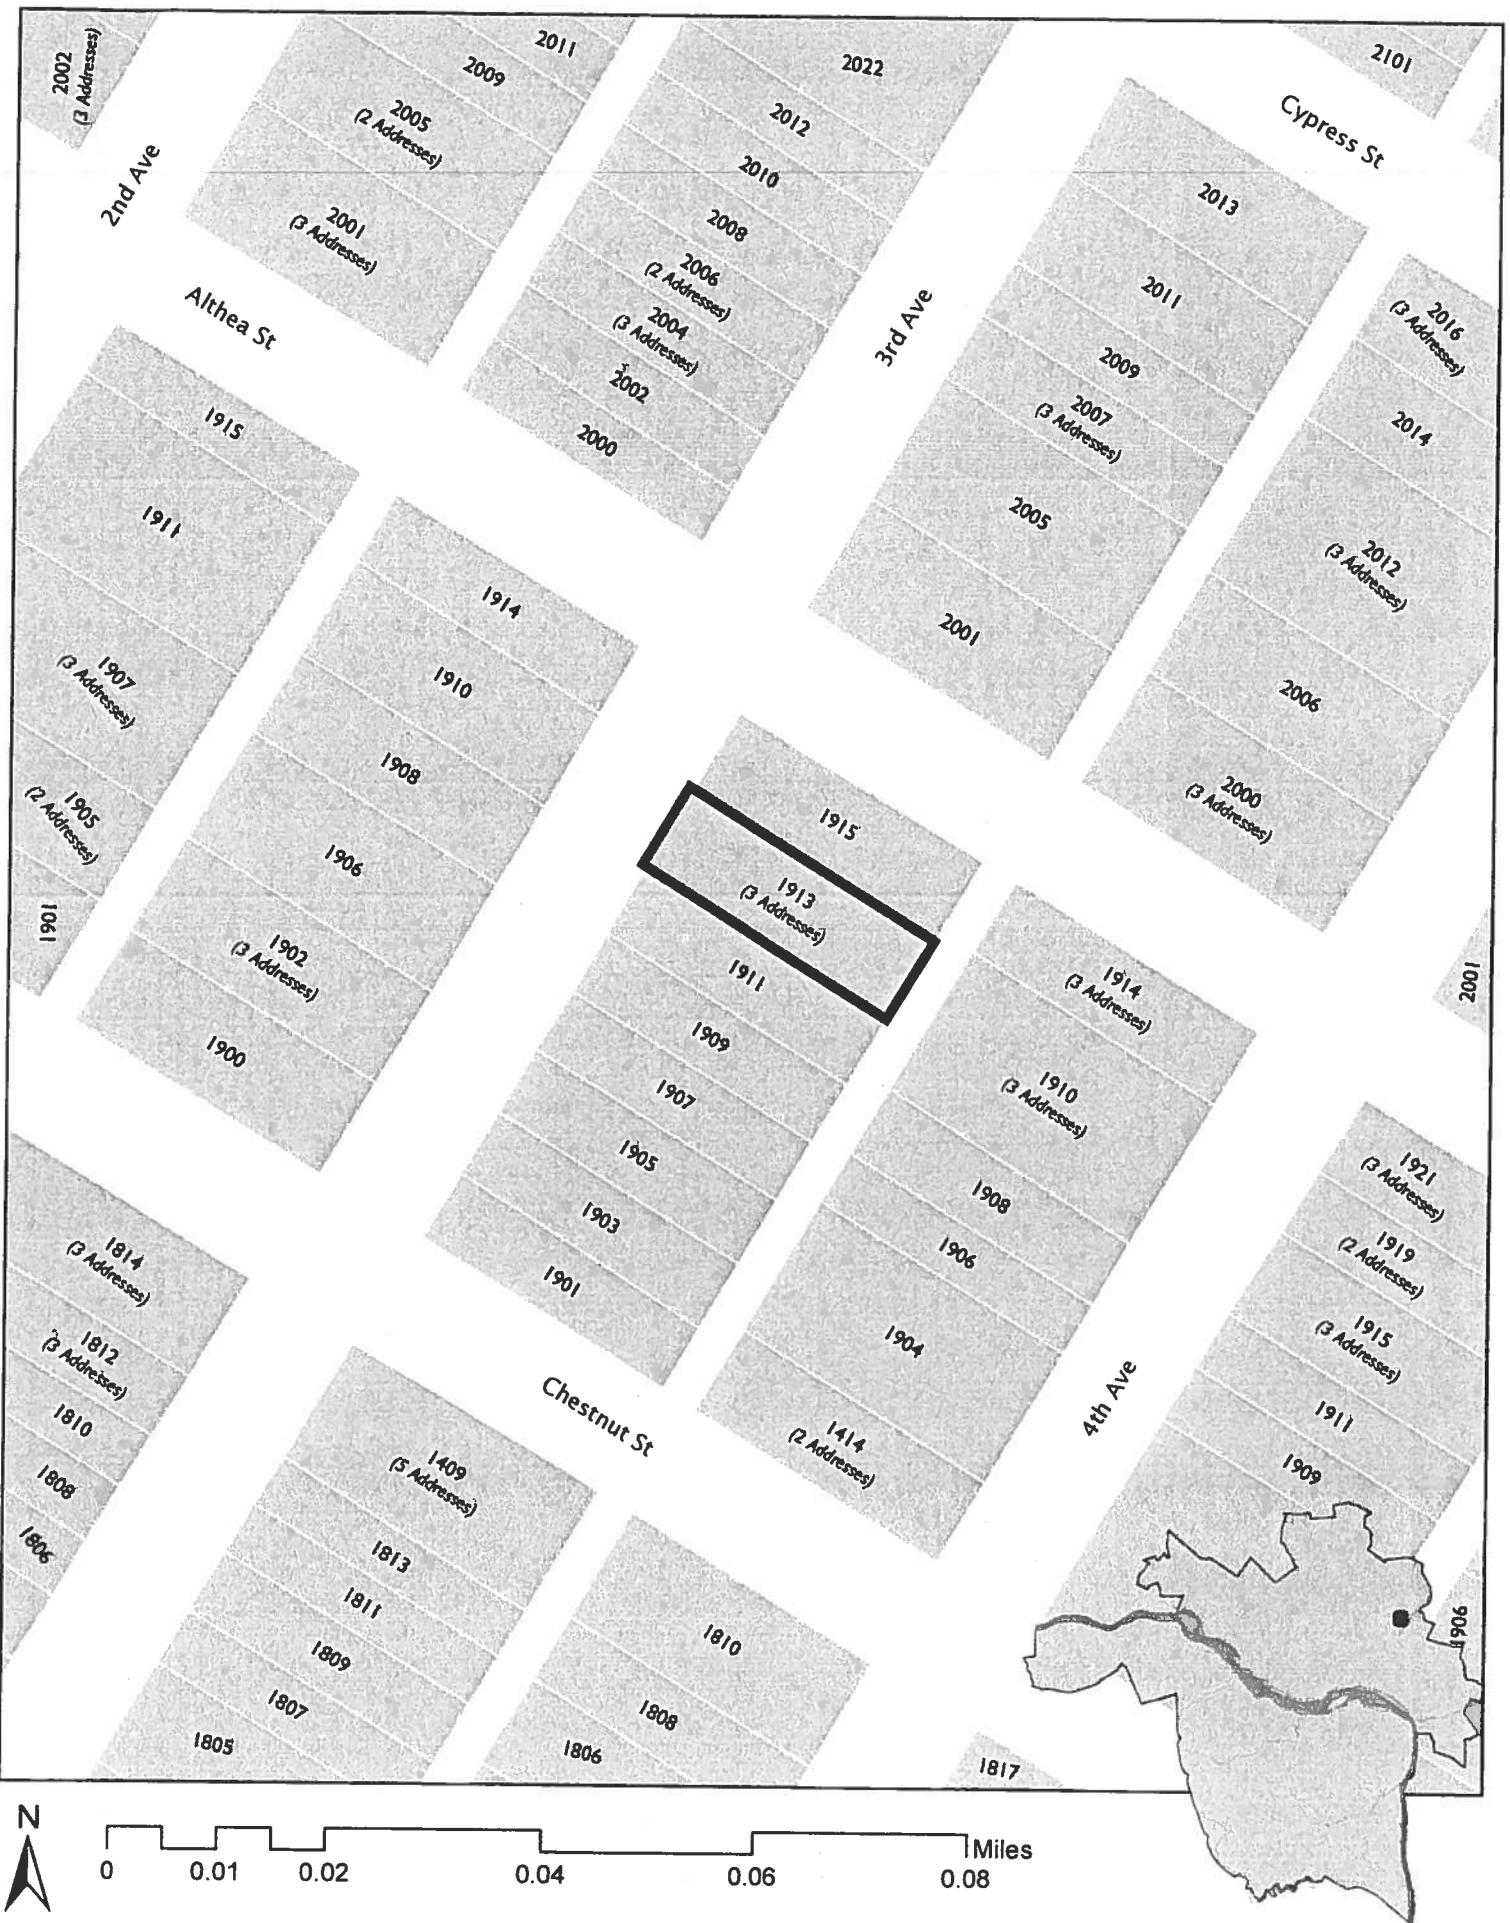 2002
(3 Addresses)
2011
2009
2005
(2 Addresses)
2001
(3 Addresses)
2nd Ave
Althea St
2022
2012
2010
2008
2006
(2 Addresses)
2004
(3 Addresses)
2002
2000
3rd Ave
2101
Cypress St
2013
2011
2009
2007
(3 Addresses)
2005
2001
2016
(3 Addresses)
2014
2012
(3 Addresses)
2006
2000
(3 Addresses)
2001
1915
1911
1907
(3 Addresses)
1905
(2 Addresses)
1901
1914
1910
1908
1906
1902
(3 Addresses)
1900
1915
1913
(3 Addresses)
1911
1909
1907
1905
1903
1901
1914
(3 Addresses)
1910
(3 Addresses)
1908
1906
1904
1414
(2 Addresses)
4th Ave
1921
(3 Addresses)
1919
(2 Addresses)
1915
(3 Addresses)
1911
1909
1906
1814
(3 Addresses)
1812
(3 Addresses)
1810
1808
1806
Chestnut St
1409
(5 Addresses)
1813
1811
1809
1807
1805
1810
1808
1806
1817
N
0 0.01 0.02 0.04 0.06 0.08 Miles